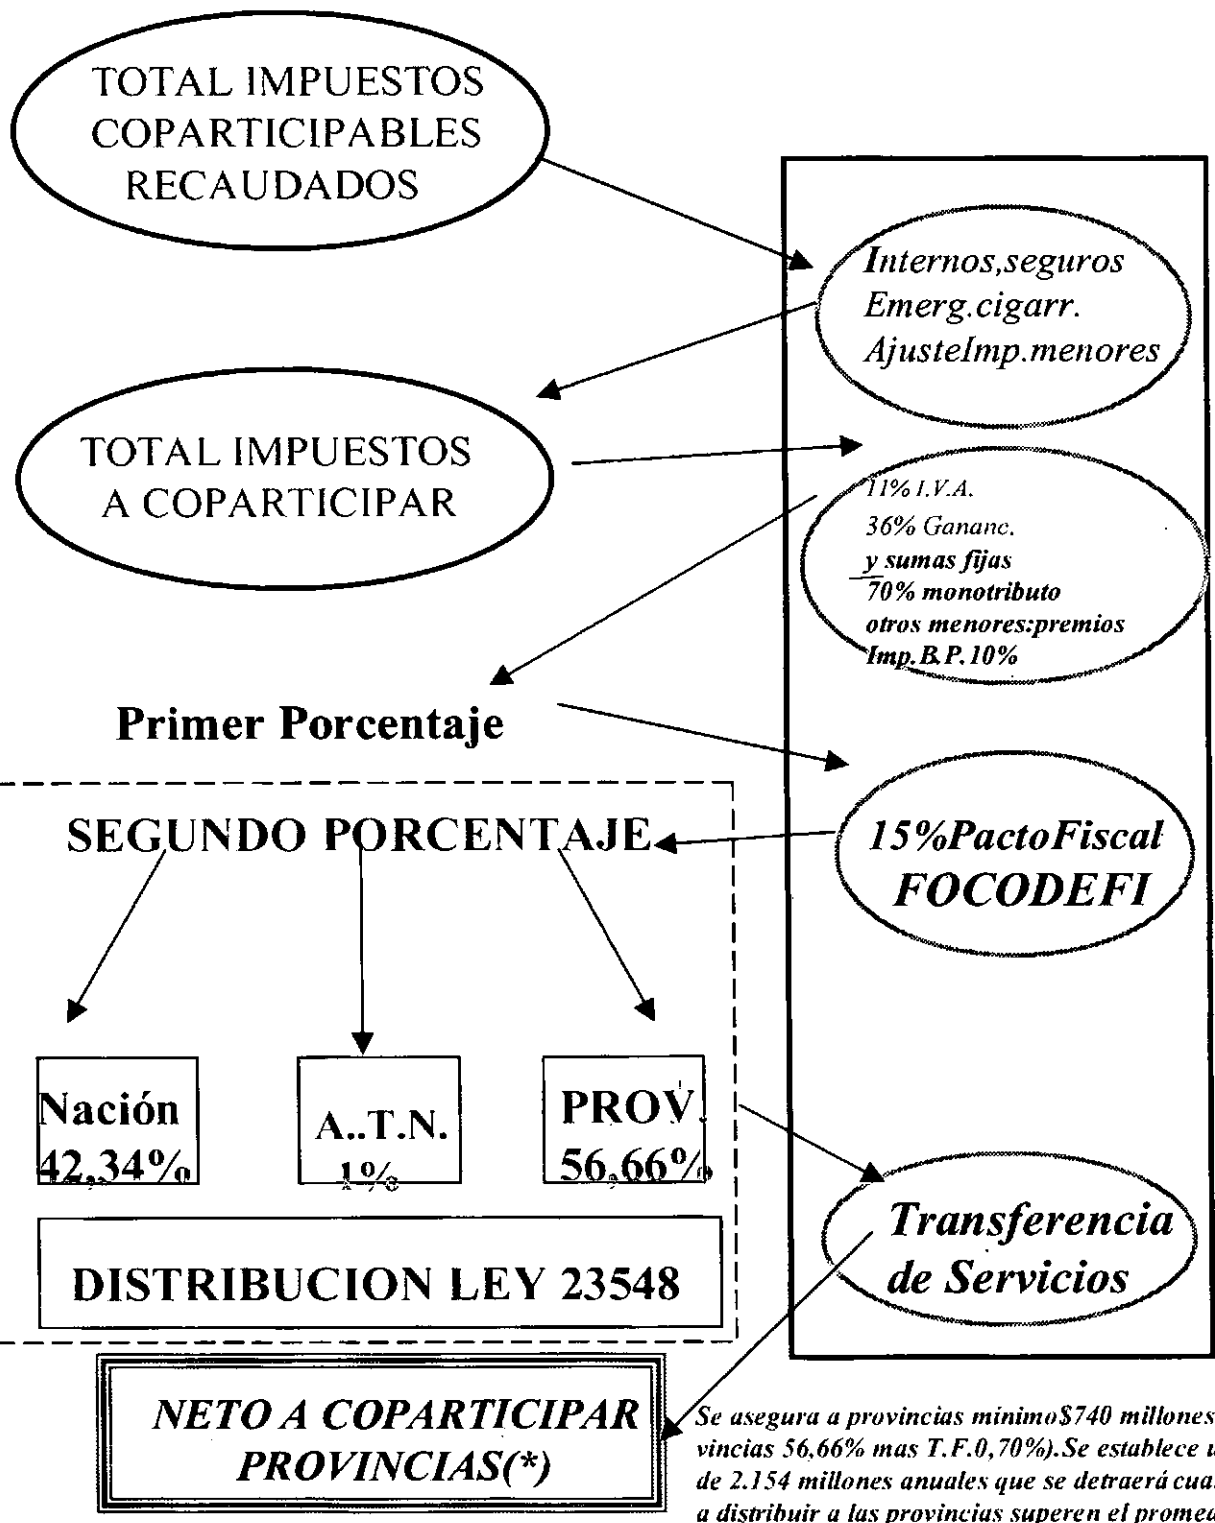 TOTAL IMPUESTOS
COPARTICIPABLES
RECAUDADOS
Internos,seguros
Emerg.cigarr.
AjusteImp.menores
TOTAL IMPUESTOS
A COPARTICIPAR
11% I.V.A.
36% Gananc.
y sumas fijas
70% monotributo
otros menores:premios
Imp.B.P.10%
Primer Porcentaje
15%PactoFiscal
FOCODEFI
SEGUNDO PORCENTAJE
Nación
42,34%
A..T.N.
1%
PROV.
56,66%
Transferencia
de Servicios
DISTRIBUCION LEY 23548
NETO A COPARTICIPAR
PROVINCIAS(*)
Se asegura a provincias mínimo$740 millones
vincias 56,66% mas T.F.0,70%).Se establece
de 2.154 millones anuales que se detraerá
a distribuir a las provincias superen el